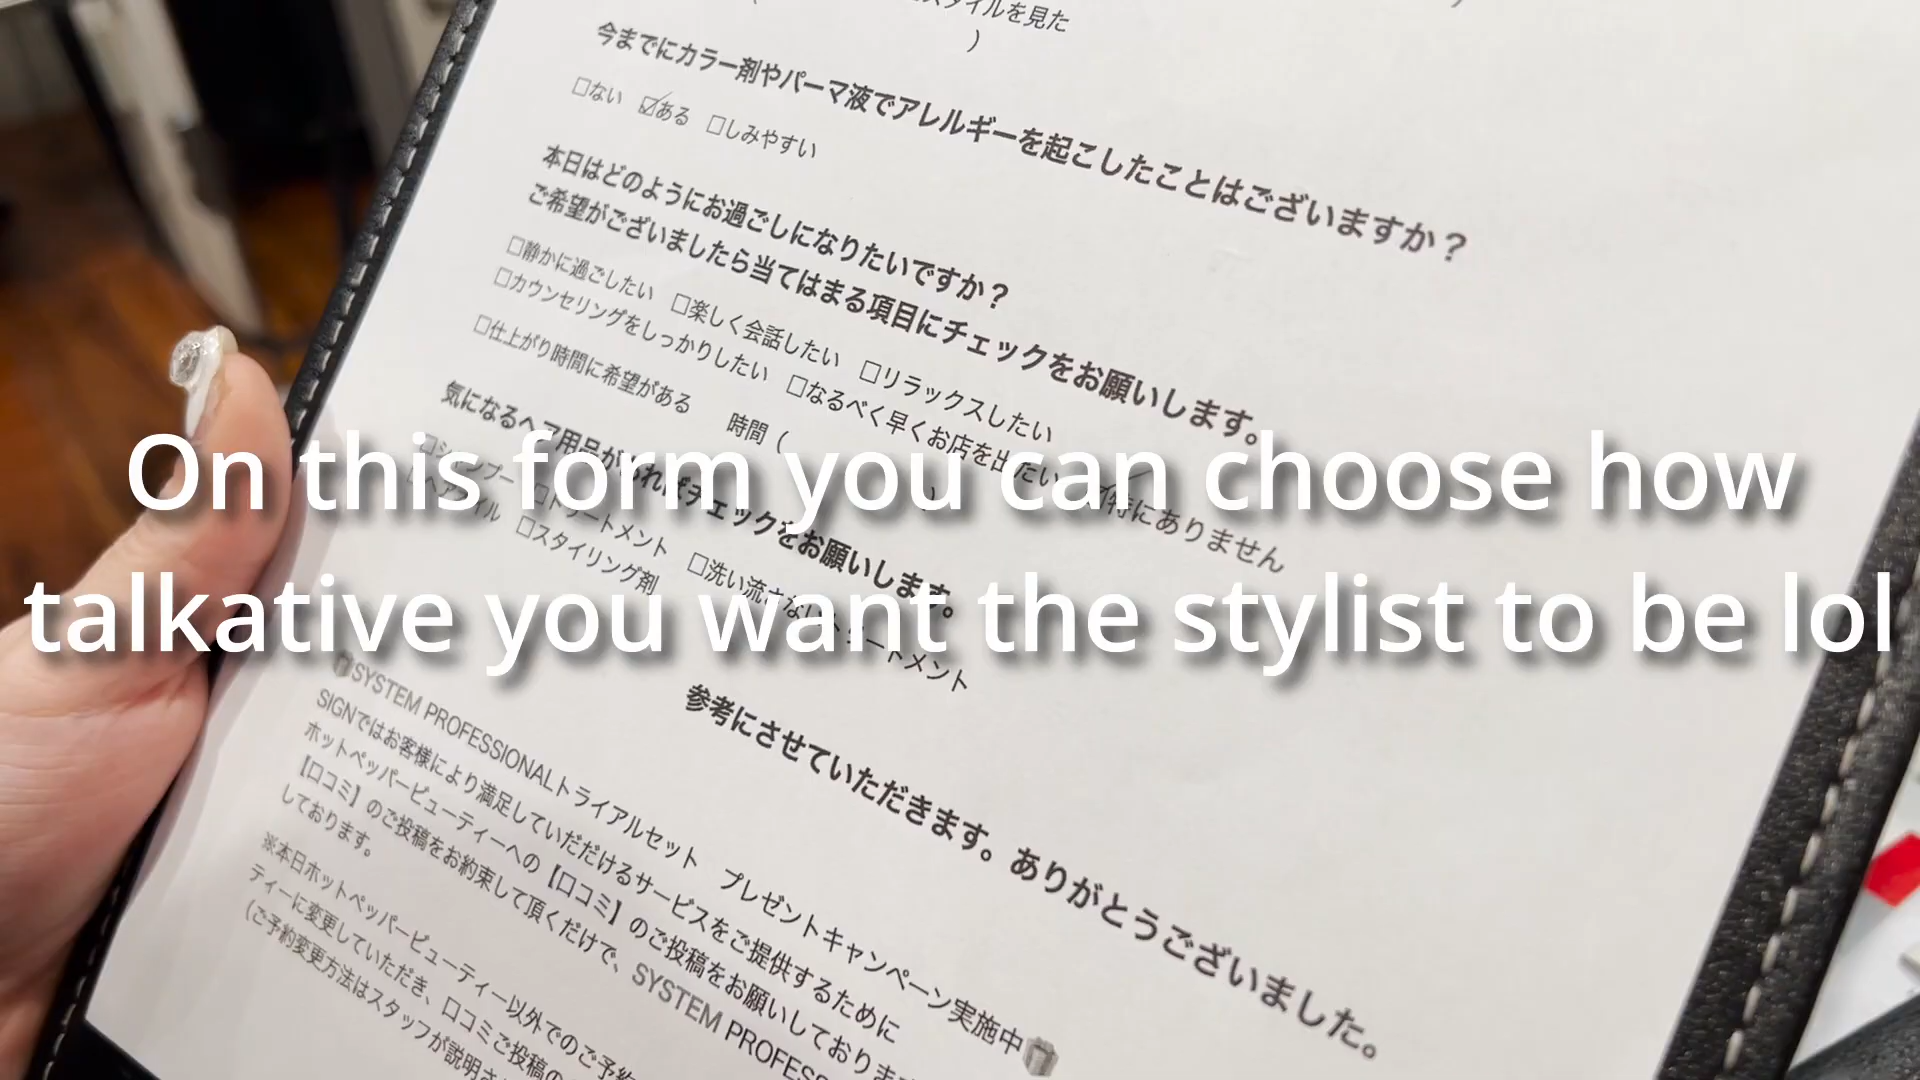 スタイルを見た
)
今までにカラー剤やパーマ液でアレルギーを起こしたことはございますか？
□ない ☑ある □しみやすい
本日はどのようにお過ごしになりたいですか？
ご希望がございましたら当てはまる項目にチェックをお願いします。
□静かに過ごしたい □楽しく会話したい □リラックスしたい
□カウンセリングをしっかりしたい □なるべく早くお店を出たい ☑特にありません
□仕上がり時間に希望がある 時間 ( )
気になるヘア用品があればチェックをお願いします。
□シャンプー □トリートメント □洗い流さないトリートメント
□ヘアオイル □スタイリング剤
On this form you can choose how
talkative you want the stylist to be lol
参考にさせていただきます。ありがとうございました。
SYSTEM PROFESSIONALトライアルセット プレゼントキャンペーン実施中
SIGNではお客様により満足していただけるサービスをご提供するために
ホットペッパービューティーへの【口コミ】のご投稿をお願いしております
【口コミ】のご投稿をお約束して頂くだけで、SYSTEM PROFESS
しております。
※本日ホットペッパービューティー以外でのご予約
ティーに変更していただき、口コミご投稿の
(ご予約変更方法はスタッフが説明さ